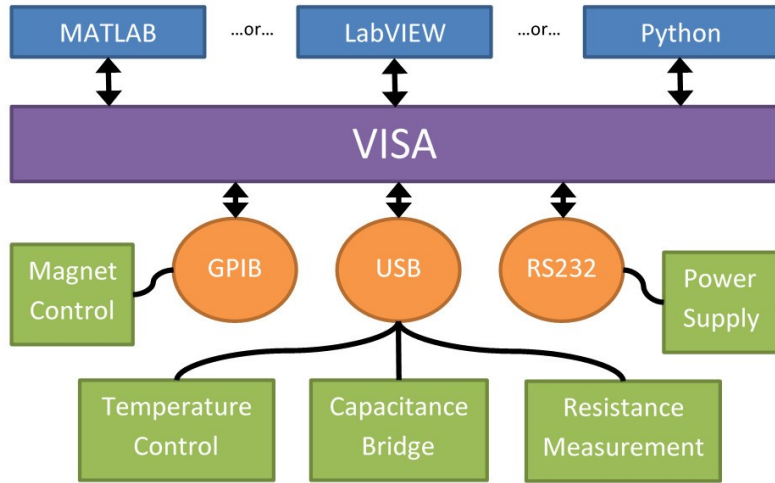 MATLAB ...or... LabVIEW ...or... Python
VISA
GPIB USB RS232
Magnet
Control
Power
Supply
Temperature
Control
Capacitance
Bridge
Resistance
Measurement